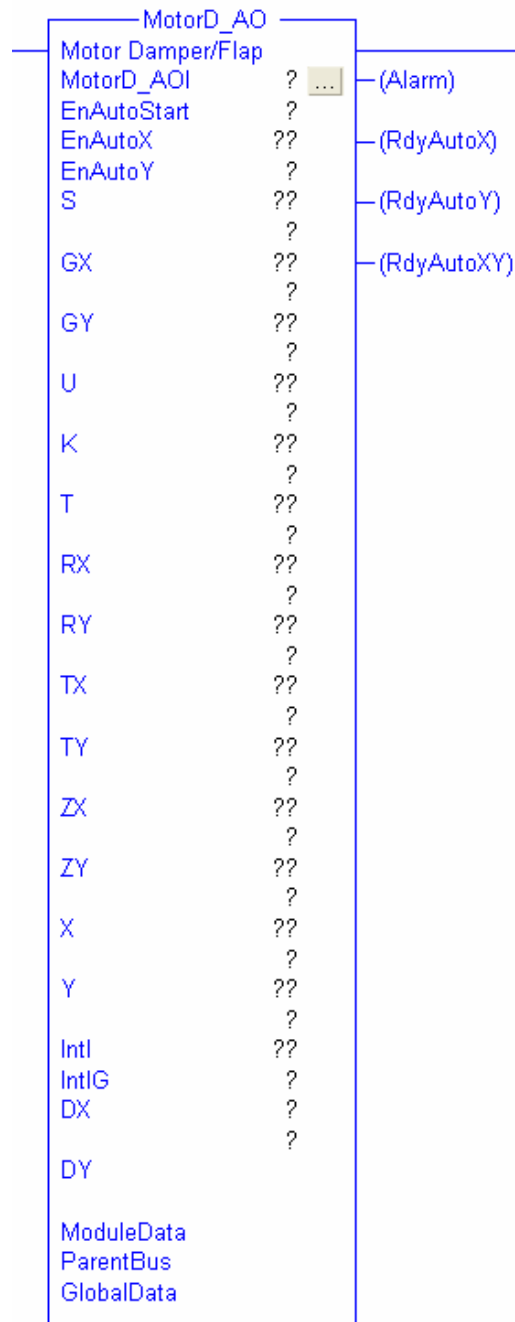 MotorD_AO
Motor Damper/Flap
MotorD_AOI ? ... (Alarm)
EnAutoStart ?
EnAutoX ?? (RdyAutoX)
EnAutoY ?
S ?? (RdyAutoY)
?
GX ?? (RdyAutoXY)
?
GY ??
?
U ??
?
K ??
?
T ??
?
RX ??
?
RY ??
?
TX ??
?
TY ??
?
ZX ??
?
ZY ??
?
X ??
?
Y ??
?
Intl ??
IntlG ?
DX ?
?
DY
ModuleData
ParentBus
GlobalData